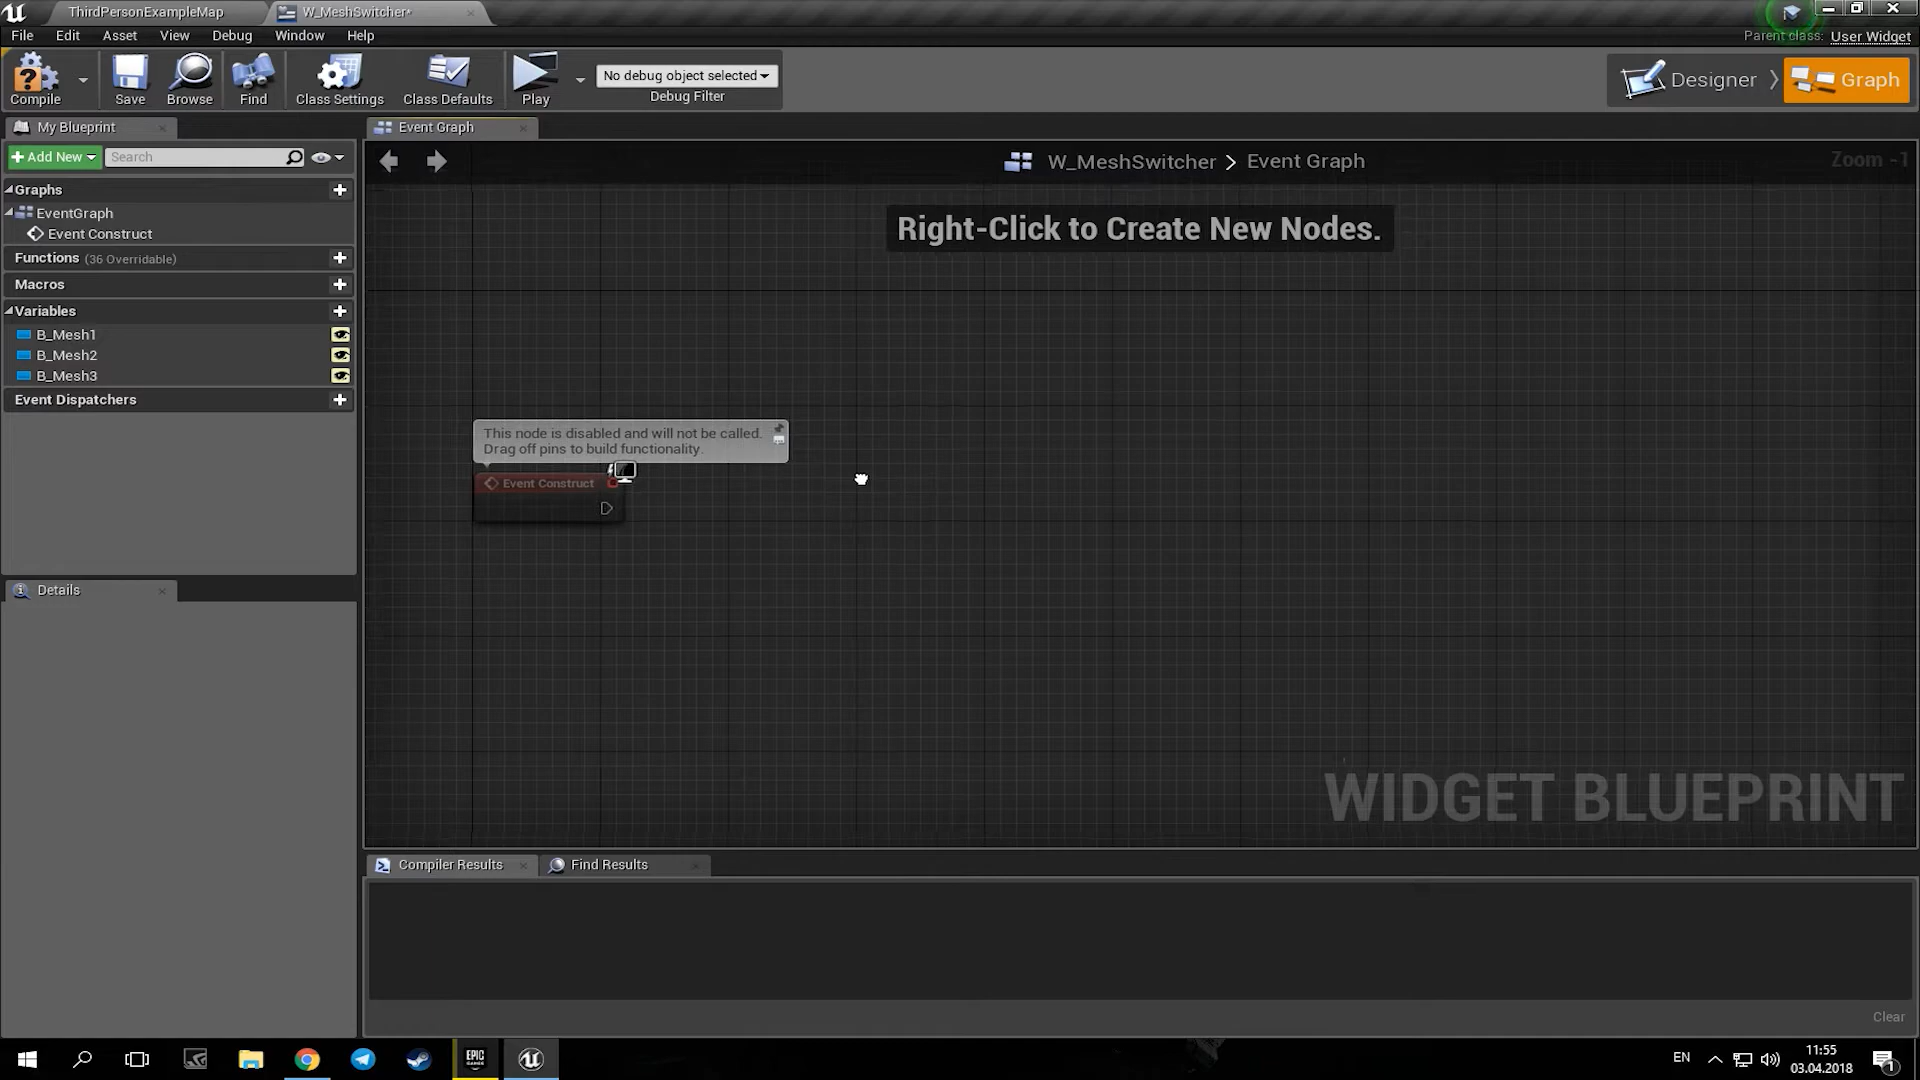 ThirdPersonExampleMap
W_MeshSwitcher*
File Edit Asset View Debug Window Help
Parent class: User Widget
Compile Save Browse Find Class Settings Class Defaults Play
No debug object selected
Debug Filter
Designer
Graph
My Blueprint
Event Graph
Add New
Search
W_MeshSwitcher > Event Graph
Zoom -1
Graphs
EventGraph
Event Construct
Functions (36 Overridable)
Macros
Variables
B_Mesh1
B_Mesh2
B_Mesh3
Event Dispatchers
Right-Click to Create New Nodes.
This node is disabled and will not be called.
Drag off pins to build functionality.
Event Construct
WIDGET BLUEPRINT
Details
Compiler Results
Find Results
Clear
EPIC
GAMES
EN
11:55
03.04.2018
1